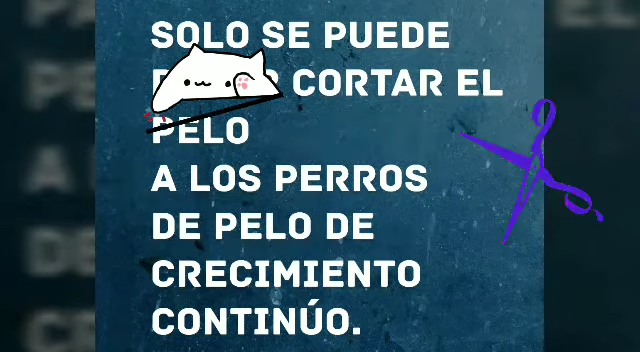 SOLO SE PUEDE
CORTAR EL
PELO
A LOS PERROS
DE PELO DE
CRECIMIENTO
CONTINÚO.